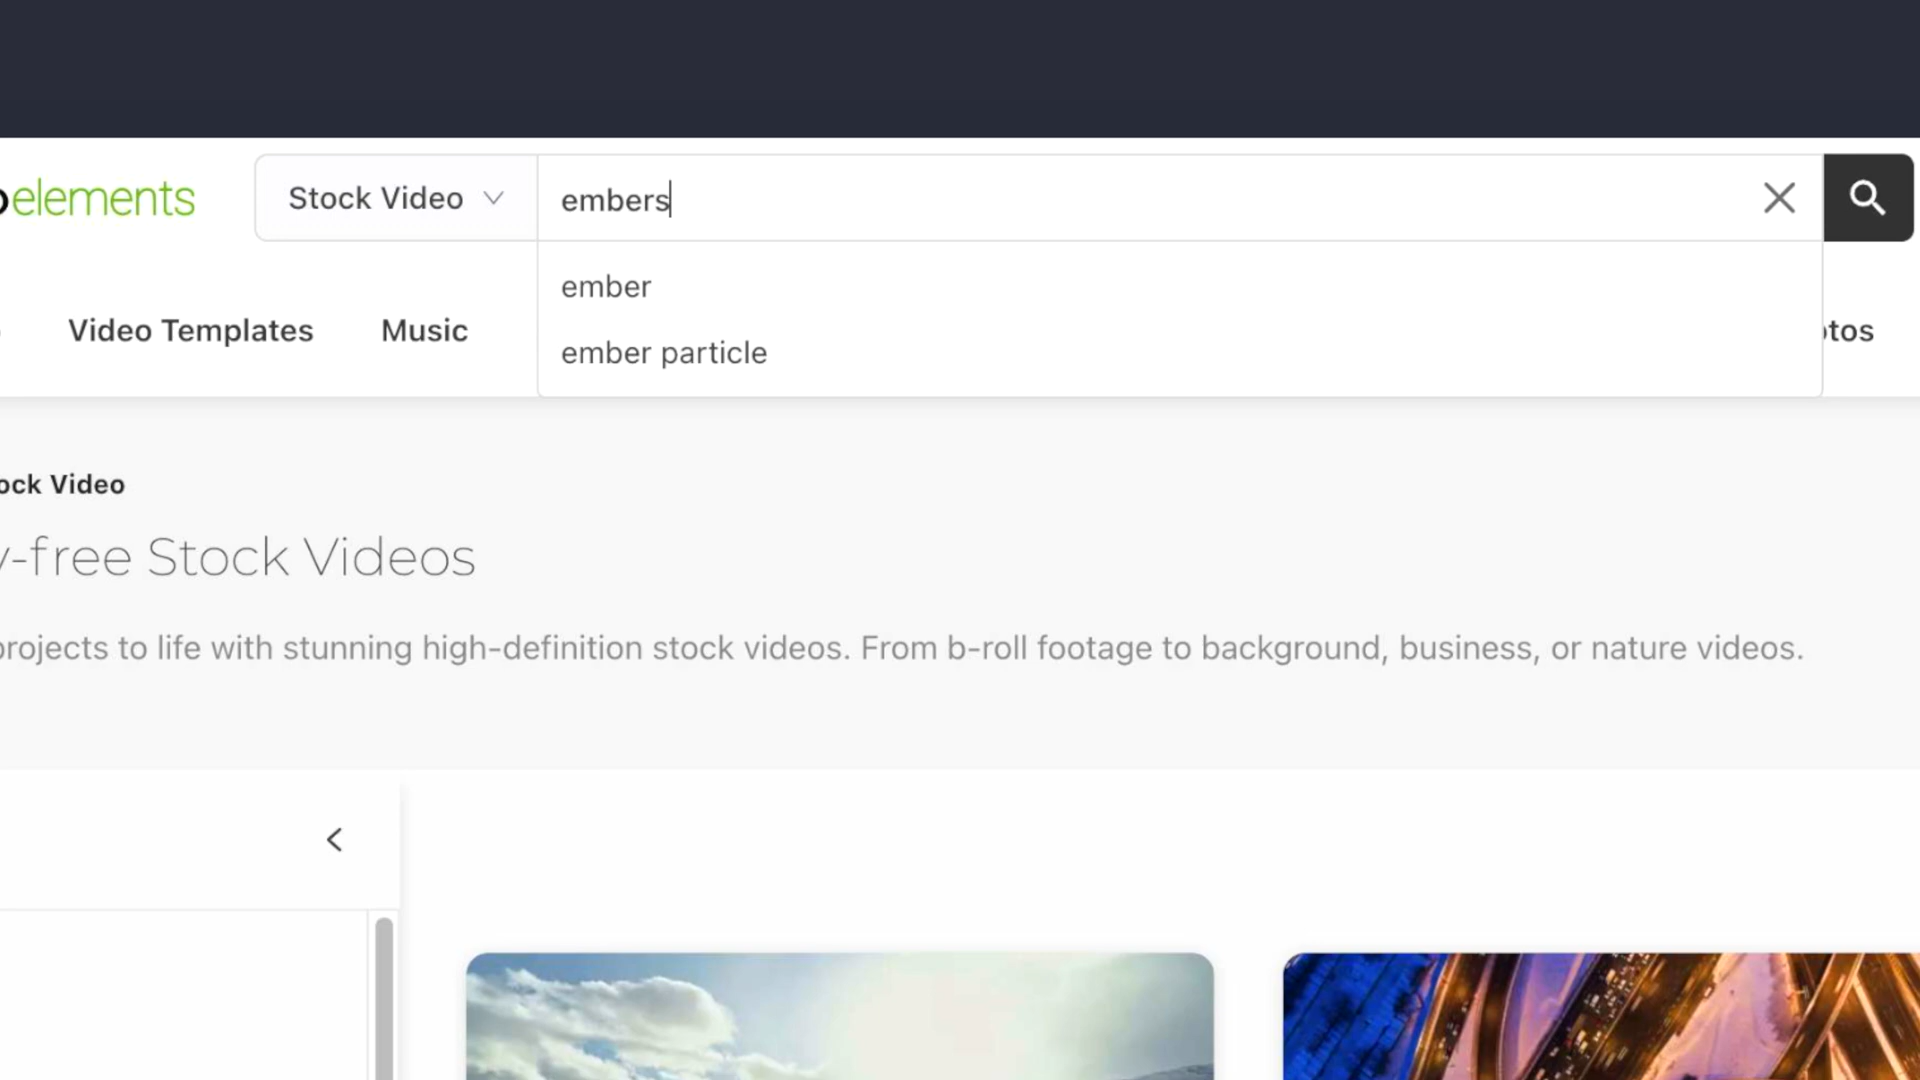 elements
Stock Video
embers
ember
ember particle
Video Templates
Music
tos
ock Video
-free Stock Videos
rojects to life with stunning high-definition stock videos. From b-roll footage to background, business, or nature videos.